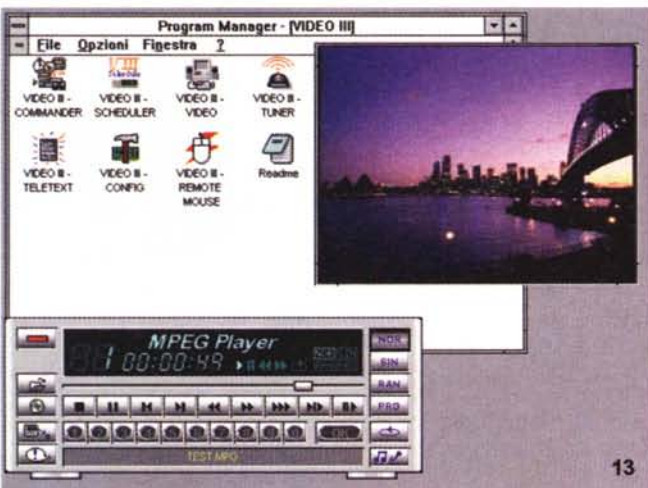 Program Manager - [VIDEO III]
File Opzioni Finestra ?
VIDEO III - COMMANDER
VIDEO III - SCHEDULER
VIDEO III - VIDEO
VIDEO III - TUNER
VIDEO III - TELETEXT
VIDEO III - CONFIG
VIDEO III - REMOTE MOUSE
Readme
MPEG Player
1 00:00:49
NOR
SIN
RAN
PRO
TEST.MPG
13